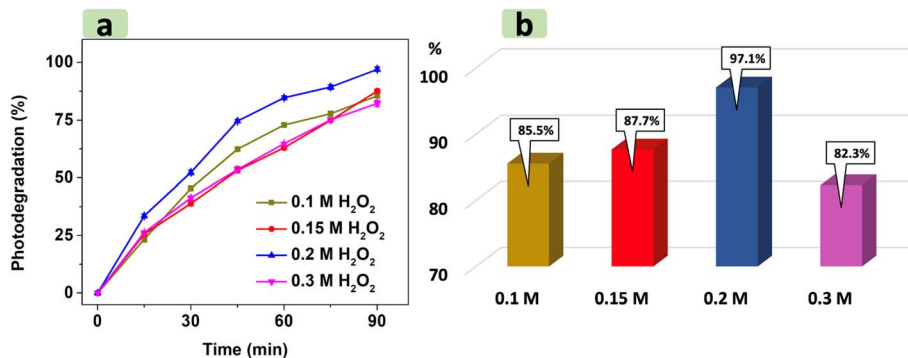 a
Photodegradation (%)
100
75
50
25
0
0.1 M H₂O₂
0.15 M H₂O₂
0.2 M H₂O₂
0.3 M H₂O₂
0 30 60 90
Time (min)
b
%
100
90
80
70
85.5%
87.7%
97.1%
82.3%
0.1 M 0.15 M 0.2 M 0.3 M